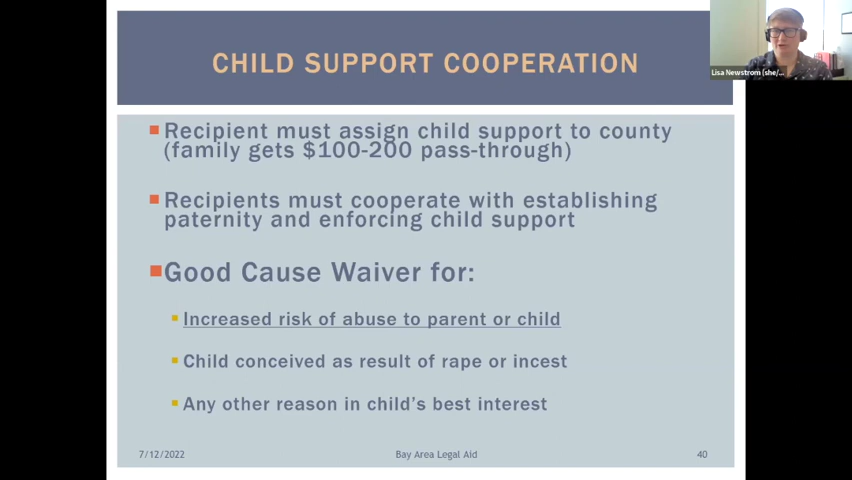 CHILD SUPPORT COOPERATION
Lisa Newstrom (she/...
Recipient must assign child support to county
(family gets $100-200 pass-through)
Recipients must cooperate with establishing
paternity and enforcing child support
Good Cause Waiver for:
Increased risk of abuse to parent or child
Child conceived as result of rape or incest
Any other reason in child's best interest
7/12/2022
Bay Area Legal Aid
40